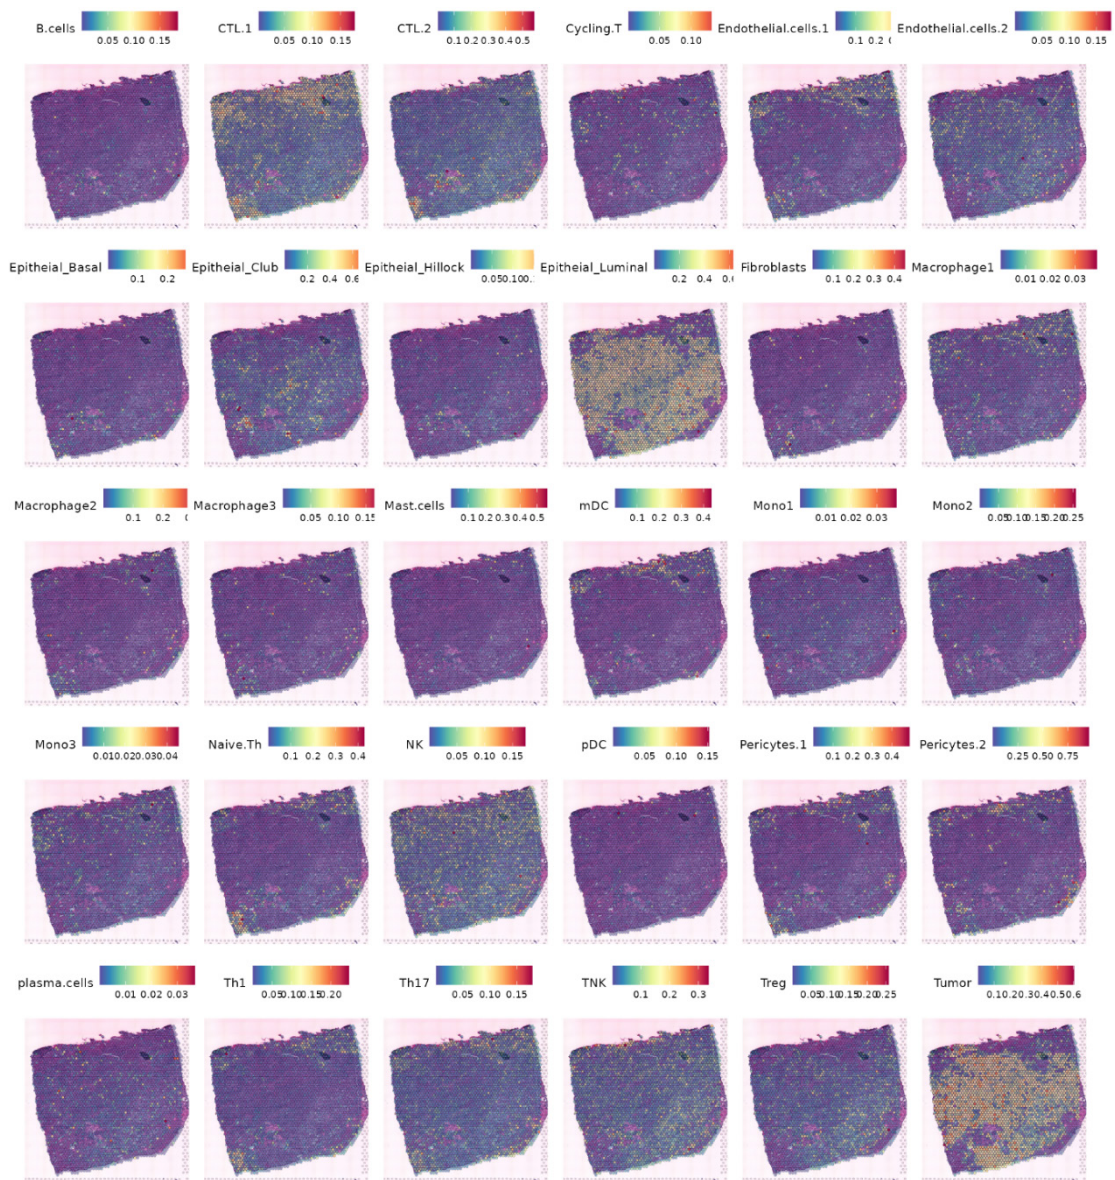 B.cells 0.05 0.10 0.15
CTL.1 0.05 0.10 0.15
CTL.2 0.1 0.2 0.3 0.4 0.5
Cycling.T 0.05 0.10
Endothelial.cells.1 0.1 0.2
Endothelial.cells.2 0.05 0.10 0.15
Epitheial_Basal 0.1 0.2
Epitheial_Club 0.2 0.4 0.6
Epitheial_Hillock 0.05 0.10
Epitheial_Luminal 0.2 0.4
Fibroblasts 0.1 0.2 0.3 0.4
Macrophage1 0.01 0.02 0.03
Macrophage2 0.1 0.2
Macrophage3 0.05 0.10 0.15
Mast.cells 0.1 0.2 0.3 0.4 0.5
mDC 0.1 0.2 0.3 0.4
Mono1 0.01 0.02 0.03
Mono2 0.05 0.10 0.15 0.20 0.25
Mono3 0.01 0.02 0.03 0.04
Naive.Th 0.1 0.2 0.3 0.4
NK 0.05 0.10 0.15
pDC 0.05 0.10 0.15
Pericytes.1 0.1 0.2 0.3 0.4
Pericytes.2 0.25 0.50 0.75
plasma.cells 0.01 0.02 0.03
Th1 0.05 0.10 0.15 0.20
Th17 0.05 0.10 0.15
TNK 0.1 0.2 0.3
Treg 0.05 0.10 0.15 0.20 0.25
Tumor 0.1 0.2 0.3 0.4 0.5 0.6